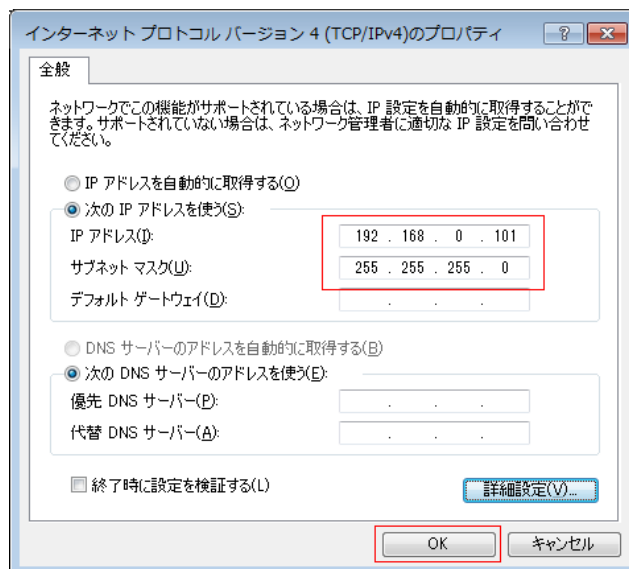 インターネット プロトコル バージョン 4 (TCP/IPv4)のプロパティ
全般
ネットワークでこの機能がサポートされている場合は、IP 設定を自動的に取得することがで
きます。サポートされていない場合は、ネットワーク管理者に適切な IP 設定を問い合わせ
てください。
IP アドレスを自動的に取得する(O)
次の IP アドレスを使う(S):
IP アドレス(I): 192 . 168 . 0 . 101
サブネット マスク(U): 255 . 255 . 255 . 0
デフォルト ゲートウェイ(D): . . .
DNS サーバーのアドレスを自動的に取得する(B)
次の DNS サーバーのアドレスを使う(E):
優先 DNS サーバー(P): . . .
代替 DNS サーバー(A): . . .
終了時に設定を検証する(L)
詳細設定(V)...
OK キャンセル